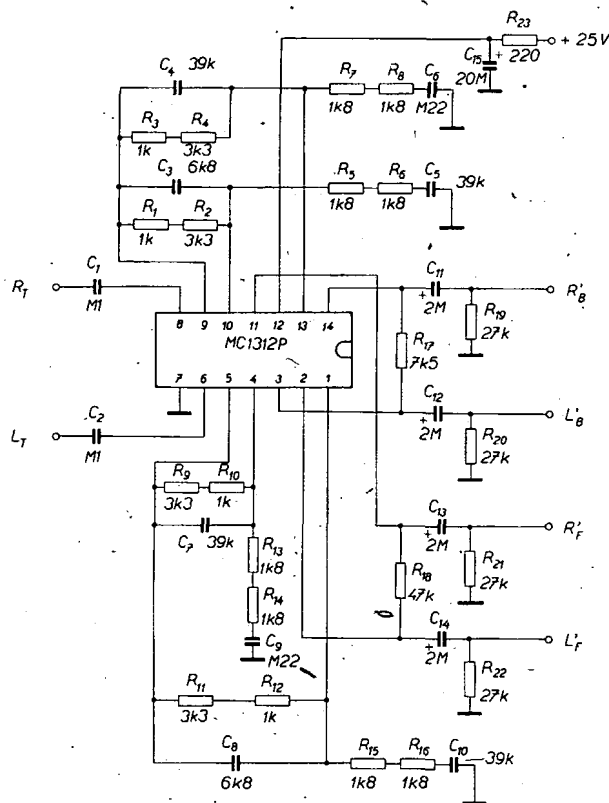 R23
+ 25V
220
C15 +
20M
C4 39k
R7 R8 C6
1k8 1k8 M22
R3 R4
1k 3k3
C3 6k8
R5 R6 C5 39k
1k8 1k8
R1 R2
1k 3k3
C1
RT
M1
C11
R'B
+ 2M
R19
27k
8 9 10 11 12 13 14
MC1312P
7 6 5 4 3 2 1
R17
7k5
C12
L'B
+ 2M
R20
27k
C2
LT
M1
R9 R10
3k3 1k
C7 39k
R13
1k8
R14
1k8
C9
M22
C13
R'F
+ 2M
R21
27k
R18
47k
C14
L'F
+ 2M
R22
27k
R11 R12
3k3 1k
C8
6k8
R15 R16 C10 39k
1k8 1k8